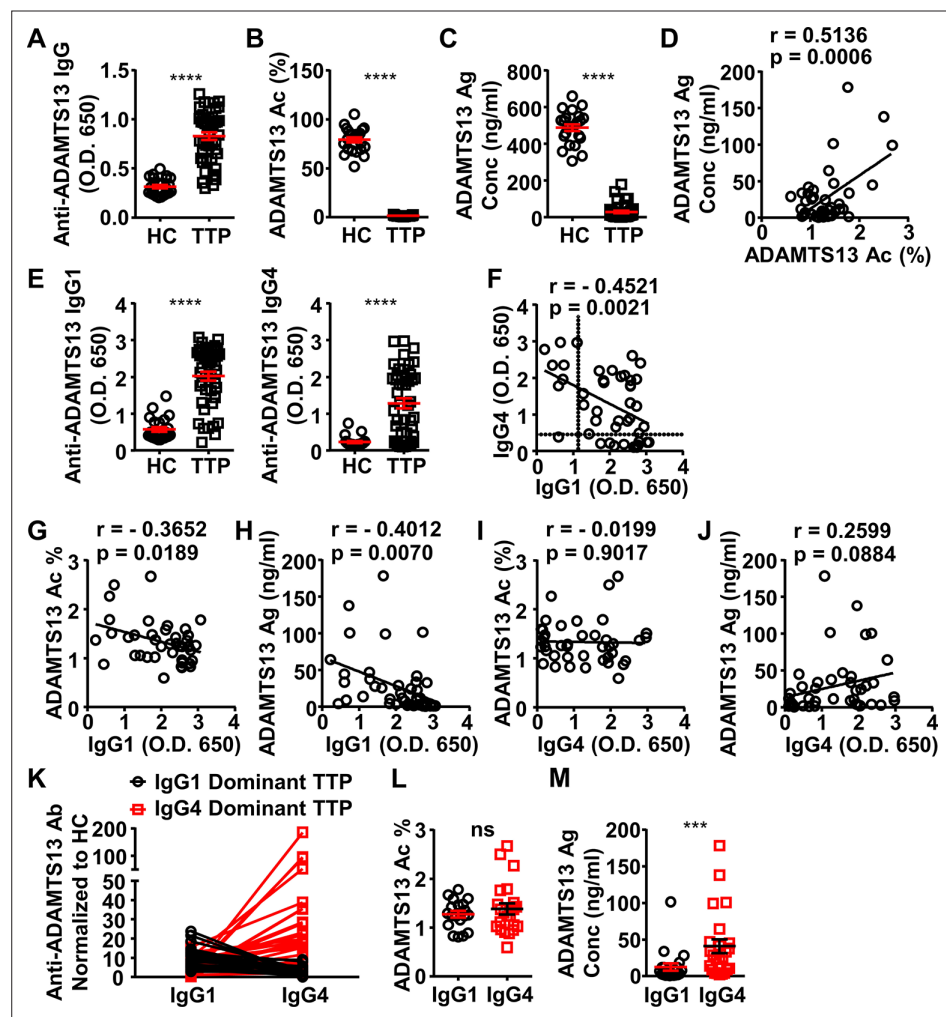 A
Anti-ADAMTS13 IgG
(O.D. 650)
1.5
1.0
0.5
0.0
****
HC TTP
B
ADAMTS13 Ac (%)
150
100
50
0
****
HC TTP
C
ADAMTS13 Ag
Conc (ng/ml)
800
600
400
200
0
****
HC TTP
D
r = 0.5136
p = 0.0006
ADAMTS13 Ag
Conc (ng/ml)
200
150
100
50
0
0 1 2 3
ADAMTS13 Ac (%)
E
Anti-ADAMTS13 IgG1
(O.D. 650)
4
3
2
1
0
****
HC TTP
Anti-ADAMTS13 IgG4
(O.D. 650)
4
3
2
1
0
****
HC TTP
F
r = - 0.4521
p = 0.0021
IgG4 (O.D. 650)
4
3
2
1
0
0 1 2 3 4
IgG1 (O.D. 650)
G
r = - 0.3652
p = 0.0189
ADAMTS13 Ac %
3
2
1
0
0 1 2 3 4
IgG1 (O.D. 650)
H
r = - 0.4012
p = 0.0070
ADAMTS13 Ag (ng/ml)
200
150
100
50
0
0 1 2 3 4
IgG1 (O.D. 650)
I
r = - 0.0199
p = 0.9017
ADAMTS13 Ac (%)
3
2
1
0
0 1 2 3 4
IgG4 (O.D. 650)
J
r = 0.2599
p = 0.0884
ADAMTS13 Ag (ng/ml)
200
150
100
50
0
0 1 2 3 4
IgG4 (O.D. 650)
K
IgG1 Dominant TTP
IgG4 Dominant TTP
Anti-ADAMTS13 Ab
Normalized to HC
200
150
100
50
40
30
20
10
0
IgG1 IgG4
L
ADAMTS13 Ac %
3
2
1
0
ns
IgG1 IgG4
M
ADAMTS13 Ag
Conc (ng/ml)
200
150
100
50
0
***
IgG1 IgG4